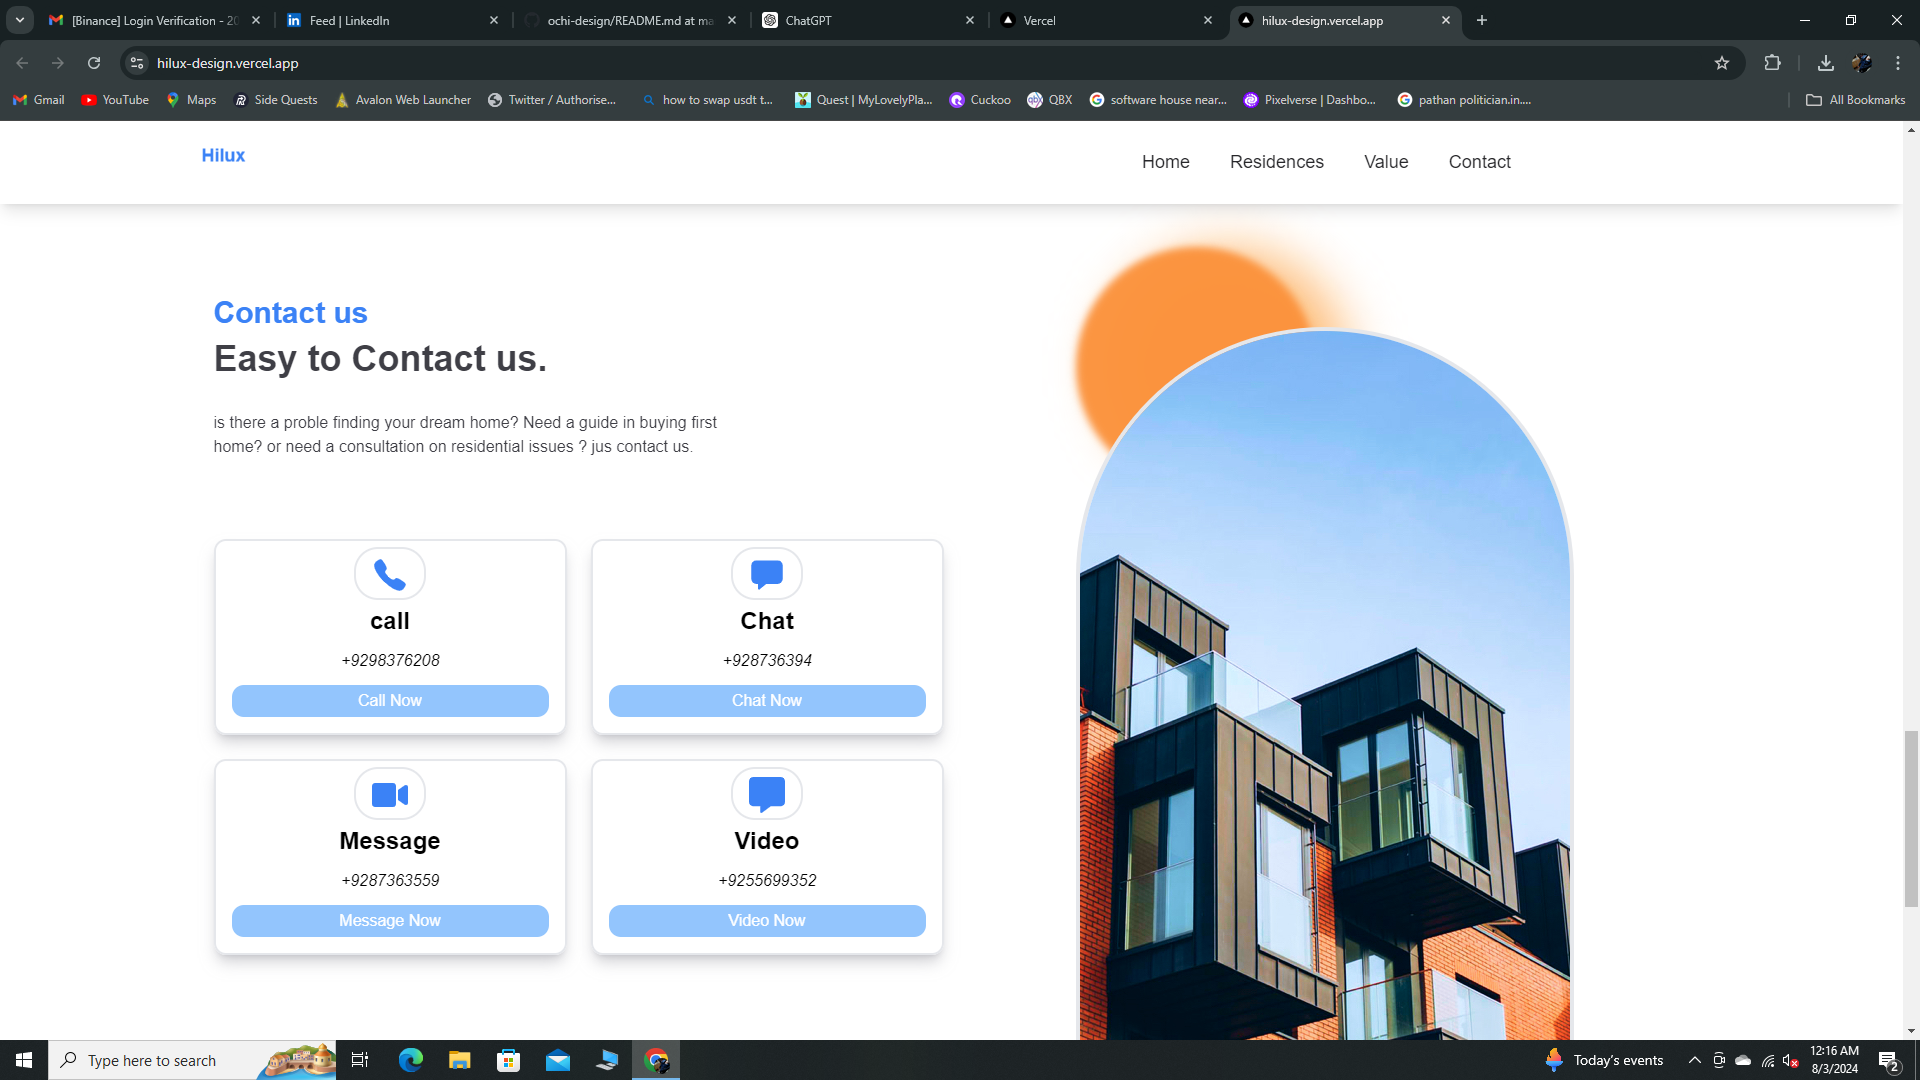 [Binance] Login Verification - 20
Feed | LinkedIn
ochi-design/README.md at ma
ChatGPT
Vercel
hilux-design.vercel.app
hilux-design.vercel.app
Gmail
YouTube
Maps
Side Quests
Avalon Web Launcher
Twitter / Authorise...
how to swap usdt t...
Quest | MyLovelyPla...
Cuckoo
QBX
software house near...
Pixelverse | Dashbo...
pathan politician.in....
All Bookmarks
Hilux
Home
Residences
Value
Contact
Contact us
Easy to Contact us.
is there a proble finding your dream home? Need a guide in buying first
home? or need a consultation on residential issues ? jus contact us.
call
+9298376208
Call Now
Chat
+928736394
Chat Now
Message
+9287363559
Message Now
Video
+9255699352
Video Now
Type here to search
Today's events
12:16 AM
8/3/2024
2